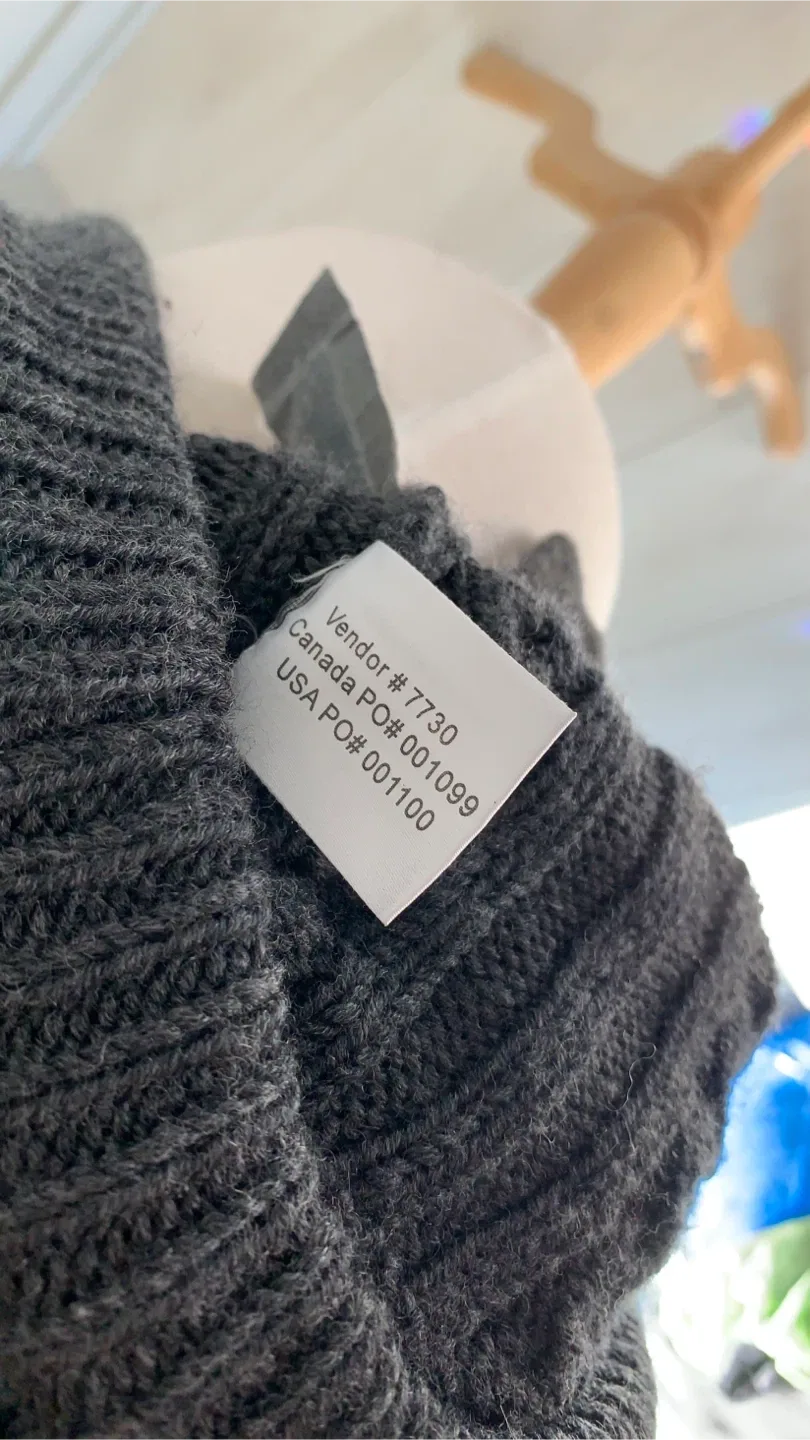 Vendor # 7730
Canada PO# 001099
USA PO# 001100